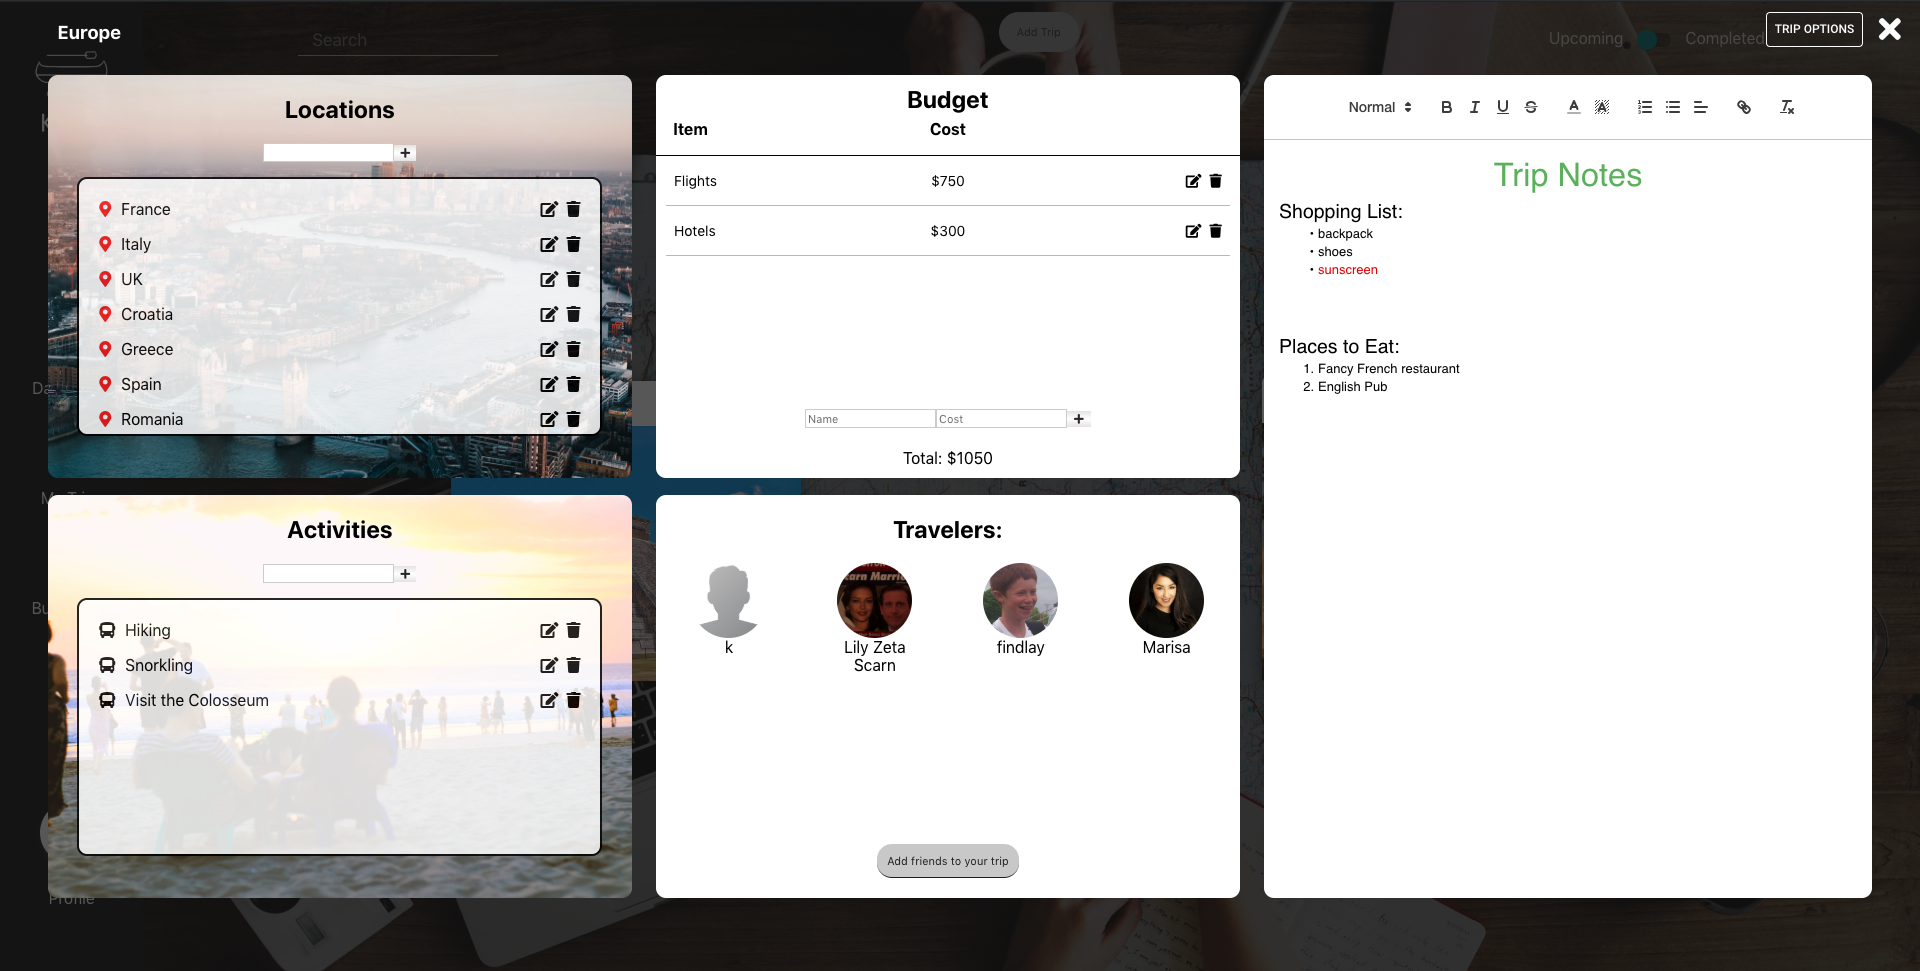 Europe
Search
Add Trip
Upcoming
Completed
TRIP OPTIONS
Locations
+
France
Italy
UK
Croatia
Greece
Spain
Romania
Budget
Item Cost
Flights $750
Hotels $300
Name Cost +
Total: $1050
Normal B I U S A A
Trip Notes
Shopping List:
• backpack
• shoes
• sunscreen
Places to Eat:
1. Fancy French restaurant
2. English Pub
Activities
+
Hiking
Snorkling
Visit the Colosseum
Travelers:
k
Lily Zeta
Scarn
findlay
Marisa
Add friends to your trip
Profile